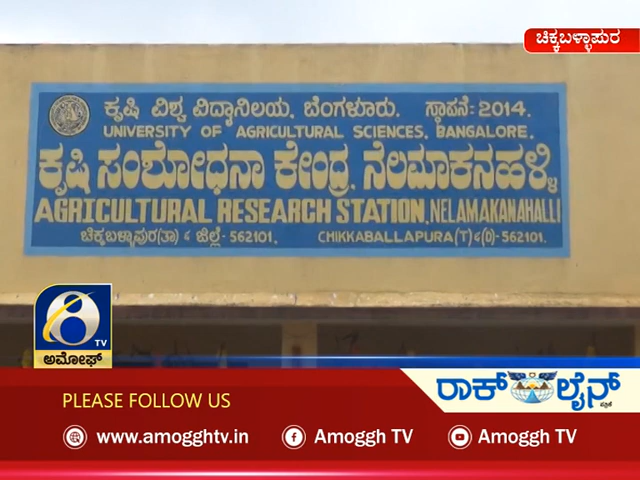 ಚಿಕ್ಕಬಳ್ಳಾಪುರ
ಕೃಷಿ ವಿಶ್ವ ವಿದ್ಯಾನಿಲಯ, ಬೆಂಗಳೂರು. ಸ್ಥಾಪನೆ:2014.
UNIVERSITY OF AGRICULTURAL SCIENCES, BANGALORE.
ಕೃಷಿ ಸಂಶೋಧನಾ ಕೇಂದ್ರ, ನೆಲಮಾಕನಹಳ್ಳಿ
AGRICULTURAL RESEARCH STATION, NELAMAKANAHALLI
ಚಿಕ್ಕಬಳ್ಳಾಪುರ(ತಾ) & ಜಿಲ್ಲೆ- 562101. CHIKKABALLAPURA(T)&(D)-562101.
TV
ಅಮೋಘ್
ರಾಕ್ ಲೈನ್
PLEASE FOLLOW US
www.amogghtv.in Amoggh TV Amoggh TV